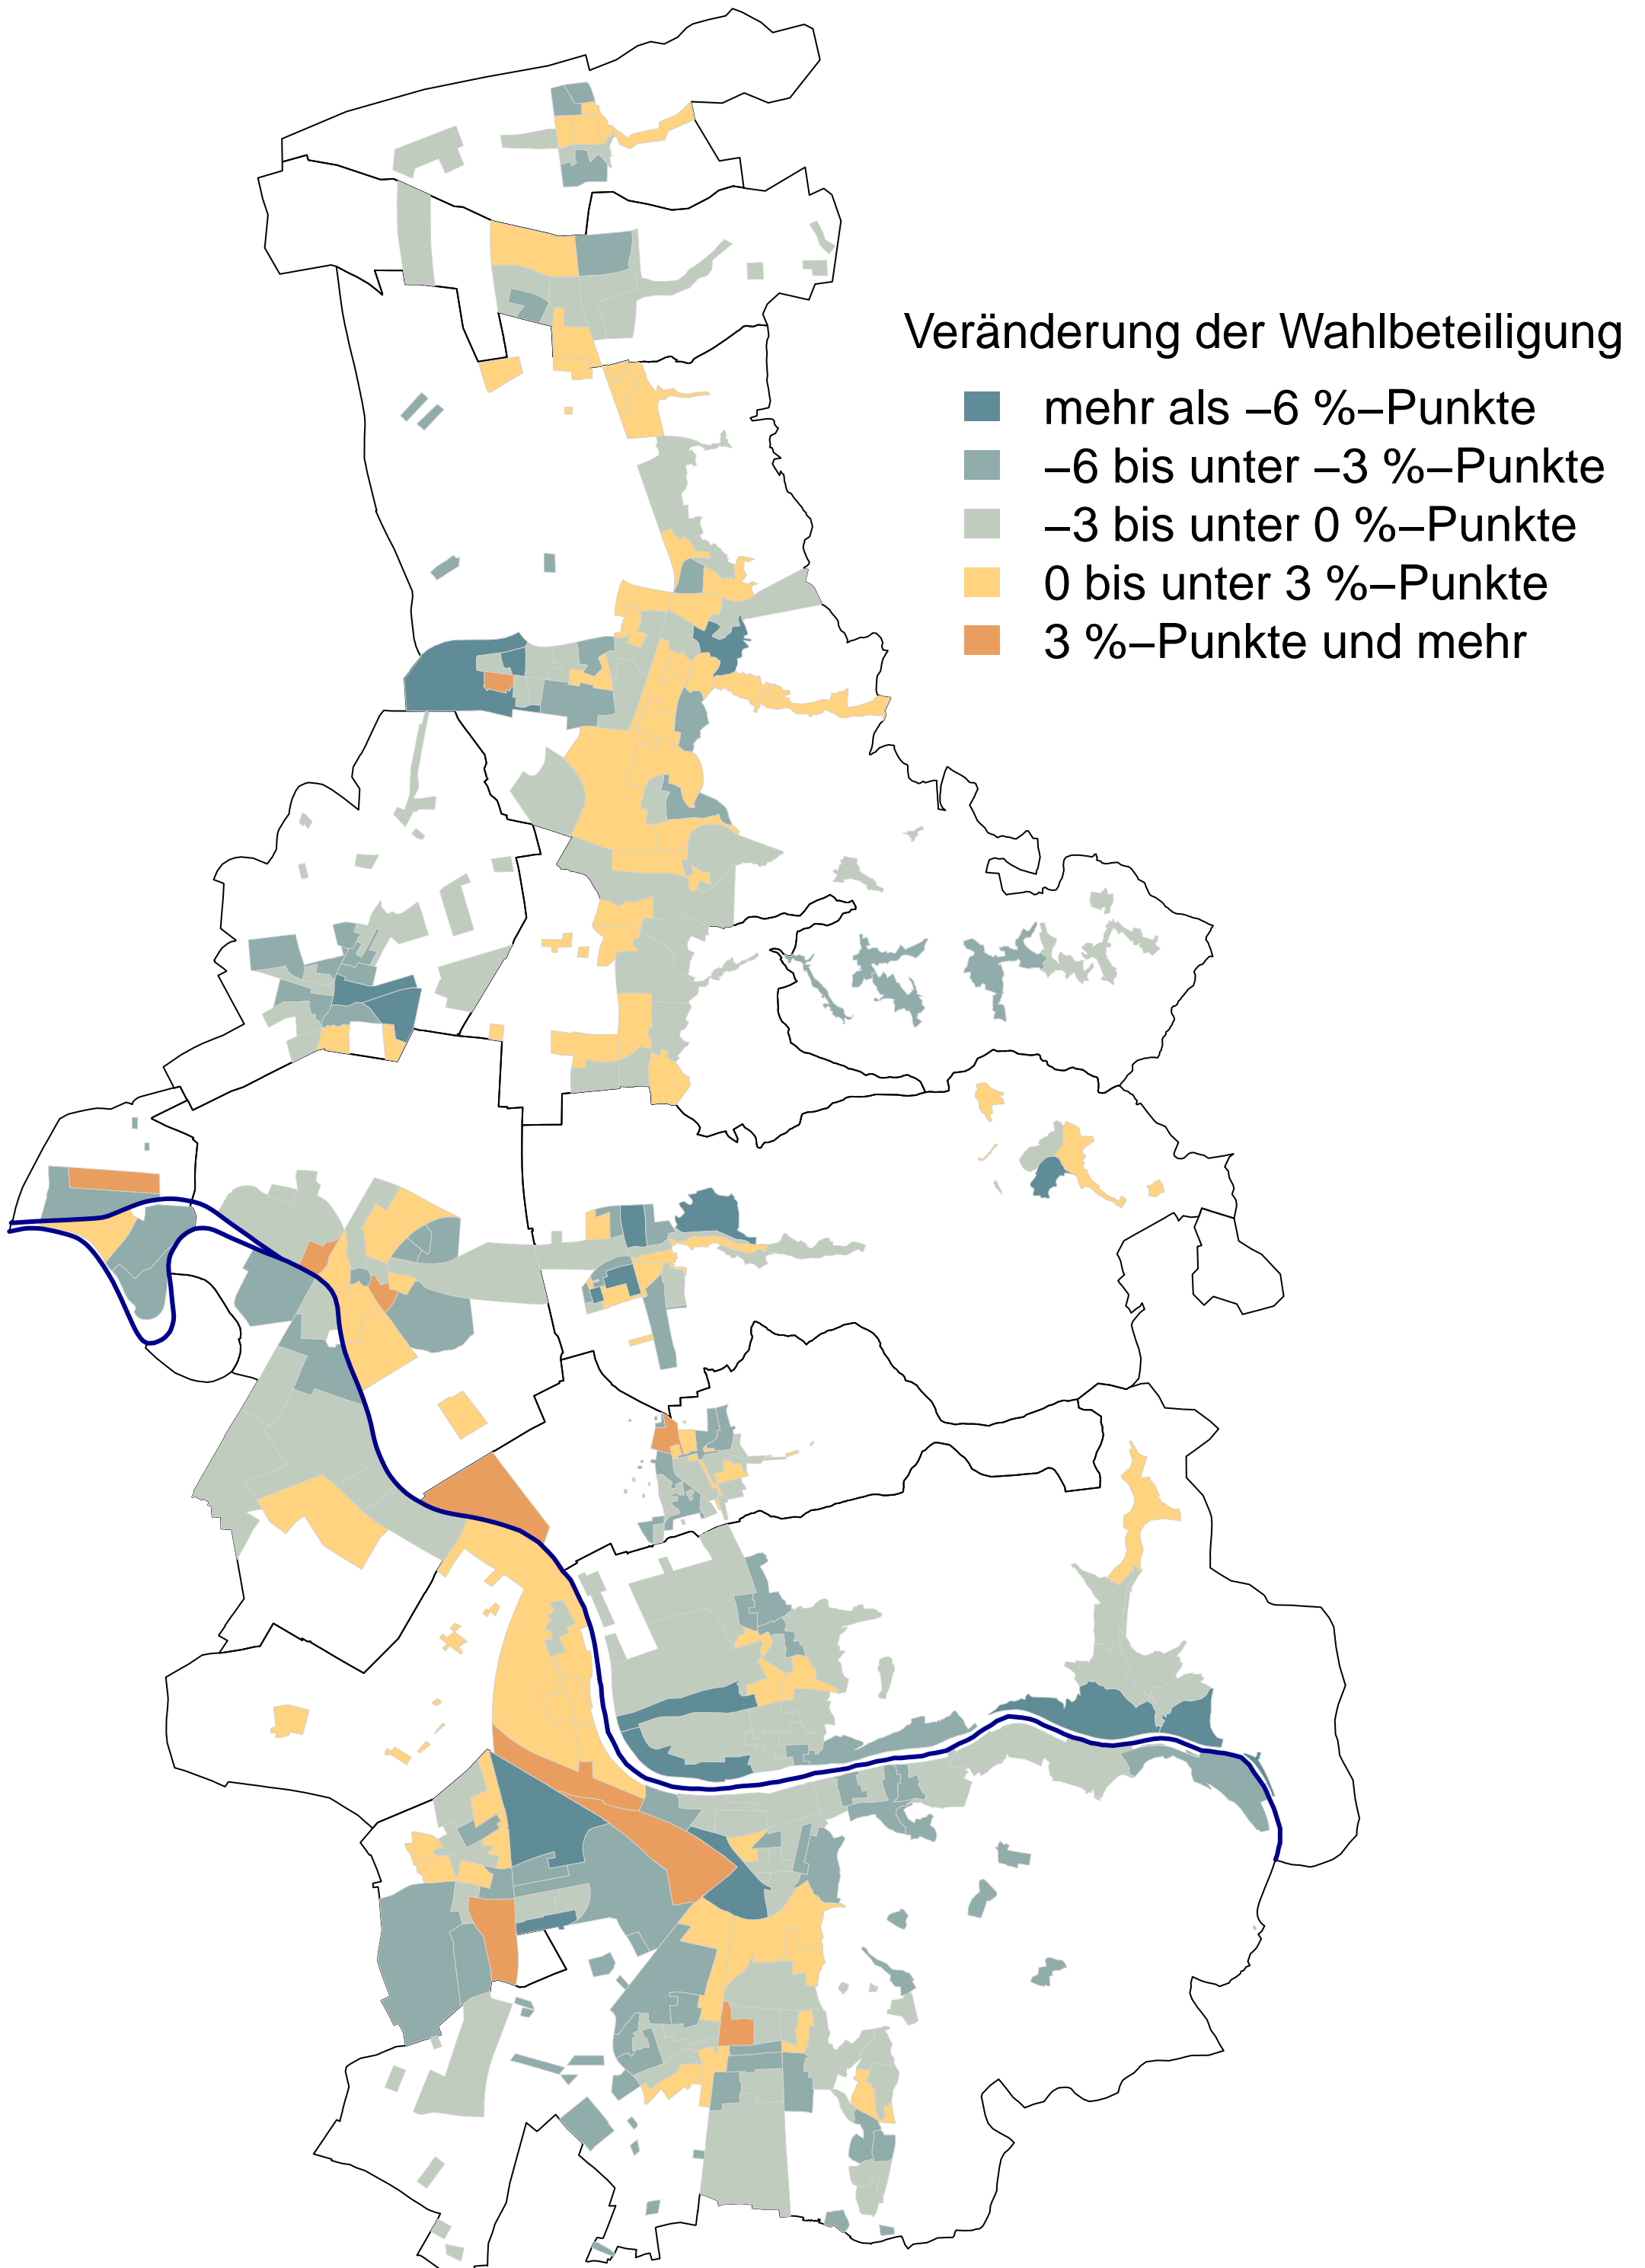 Veränderung der Wahlbeteiligung
mehr als −6 %−Punkte
−6 bis unter −3 %−Punkte
−3 bis unter 0 %−Punkte
0 bis unter 3 %−Punkte
3 %−Punkte und mehr